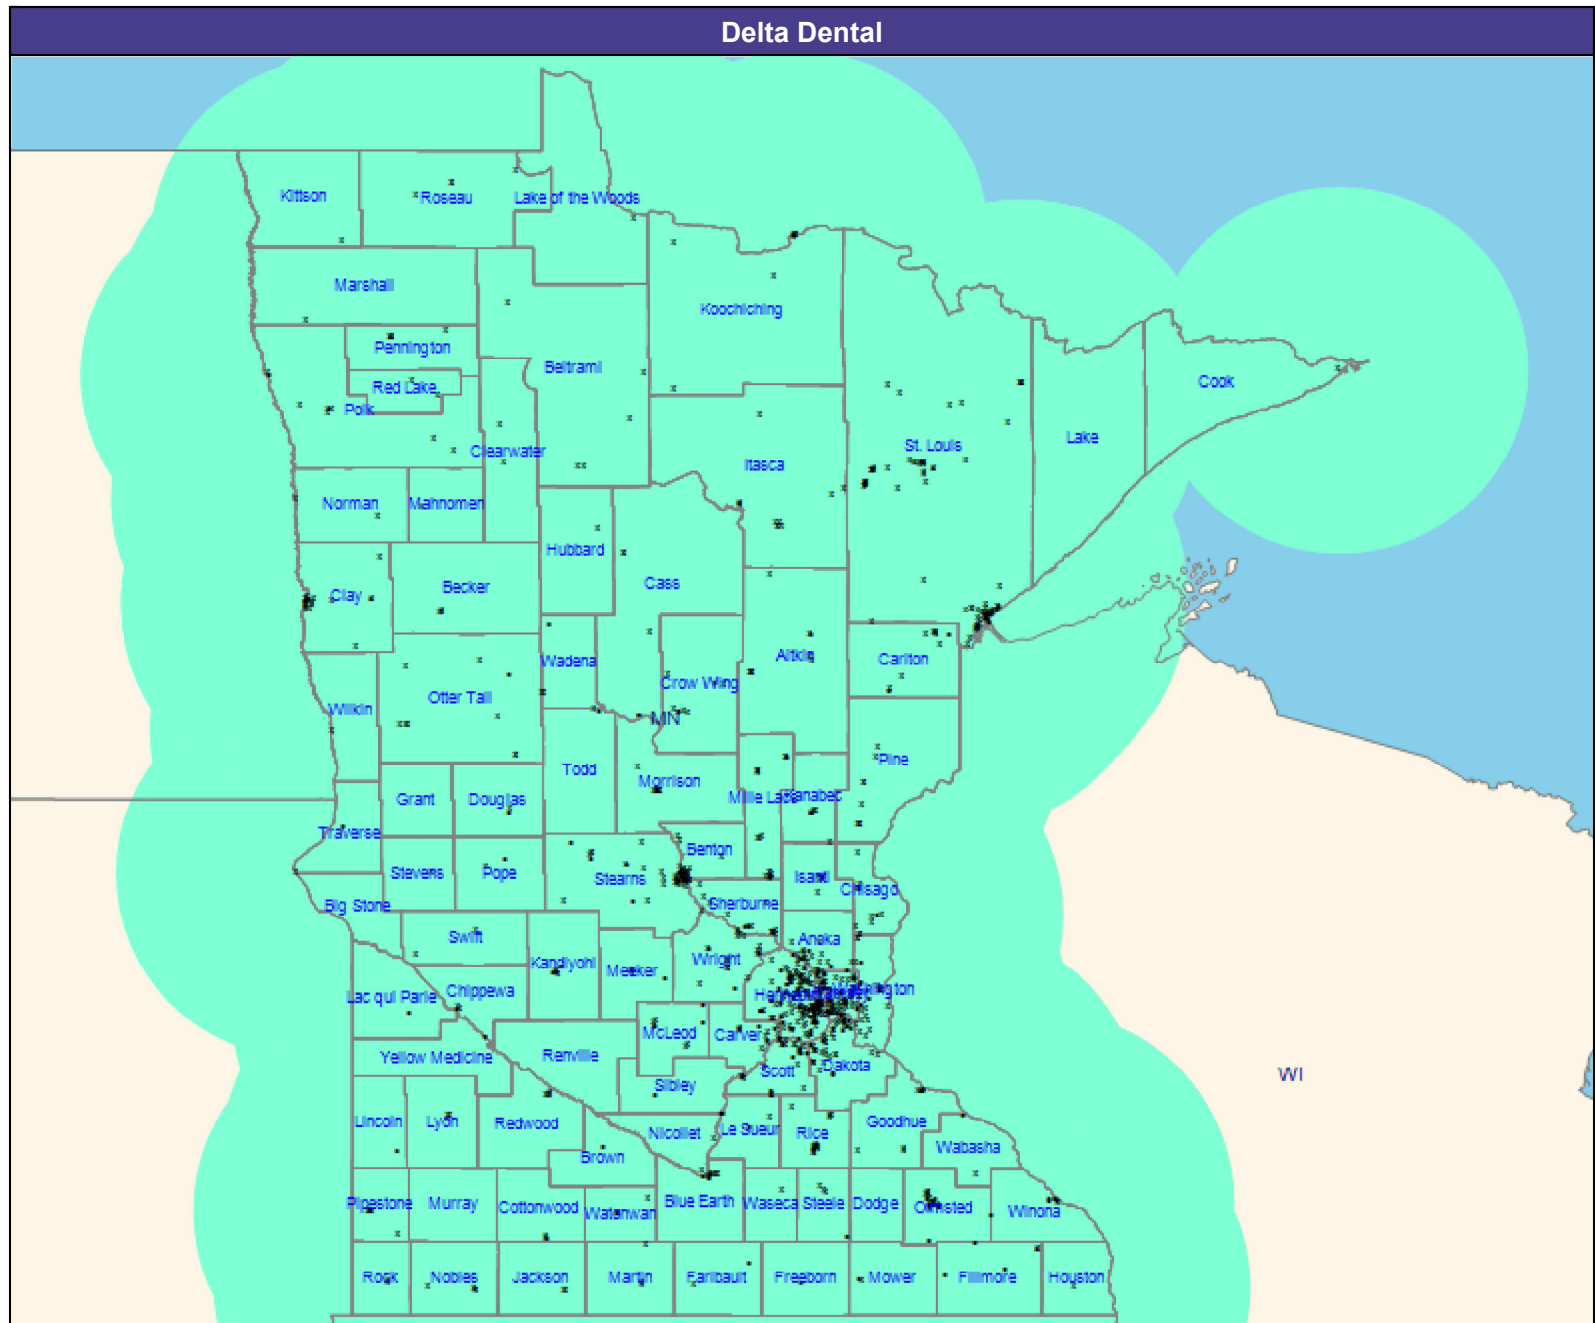 Delta Dental
Kittson
Roseau
Lake of the Woods
Marshall
Koochiching
Pennington
Beltrami
Red Lake
Polk
Cook
Clearwater
St. Louis
Lake
Itasca
Norman
Mahnomen
Hubbard
Cass
Becker
Clay
Aitkin
Wadena
Carlton
Crow Wing
Otter Tail
Wilkin
MN
Pine
Todd
Morrison
Grant
Douglas
Mille Lacs
Kanabec
Traverse
Benton
Stevens
Pope
Stearns
Isanti
Chisago
Big Stone
Sherburne
Swift
Anoka
Kandiyohi
Meeker
Wright
Lac qui Parle
Chippewa
Washington
McLeod
Carver
Yellow Medicine
Renville
Scott
Dakota
WI
Sibley
Lincoln
Lyon
Redwood
Nicollet
Le Sueur
Rice
Goodhue
Brown
Wabasha
Pipestone
Murray
Cottonwood
Watonwan
Blue Earth
Waseca
Steele
Dodge
Olmsted
Winona
Rock
Nobles
Jackson
Martin
Faribault
Freeborn
Mower
Fillmore
Houston